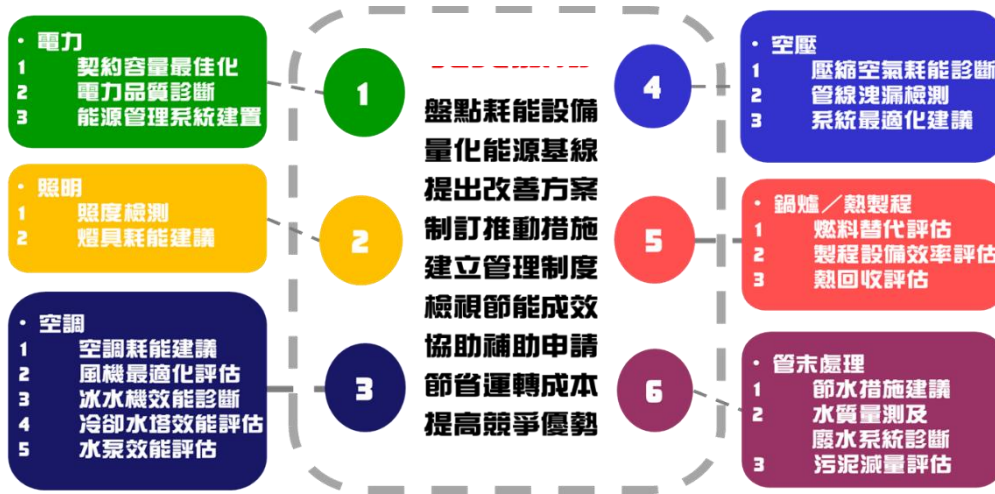 • 電力
1 契約容量最佳化
2 電力品質診斷
3 能源管理系統建置
• 照明
1 照度檢測
2 燈具耗能建議
• 空調
1 空調耗能建議
2 風機最適化評估
3 冰水機效能診斷
4 冷卻水塔效能評估
5 水泵效能評估
1
2
3
盤點耗能設備
量化能源基線
提出改善方案
制訂推動措施
建立管理制度
檢視節能成效
協助補助申請
節省運轉成本
提高競爭優勢
4
5
6
• 空壓
1 壓縮空氣耗能診斷
2 管線洩漏檢測
3 系統最適化建議
• 鍋爐／熱製程
1 燃料替代評估
2 製程設備效率評估
3 熱回收評估
• 管末處理
1 節水措施建議
2 水質量測及
廢水系統診斷
3 污泥減量評估